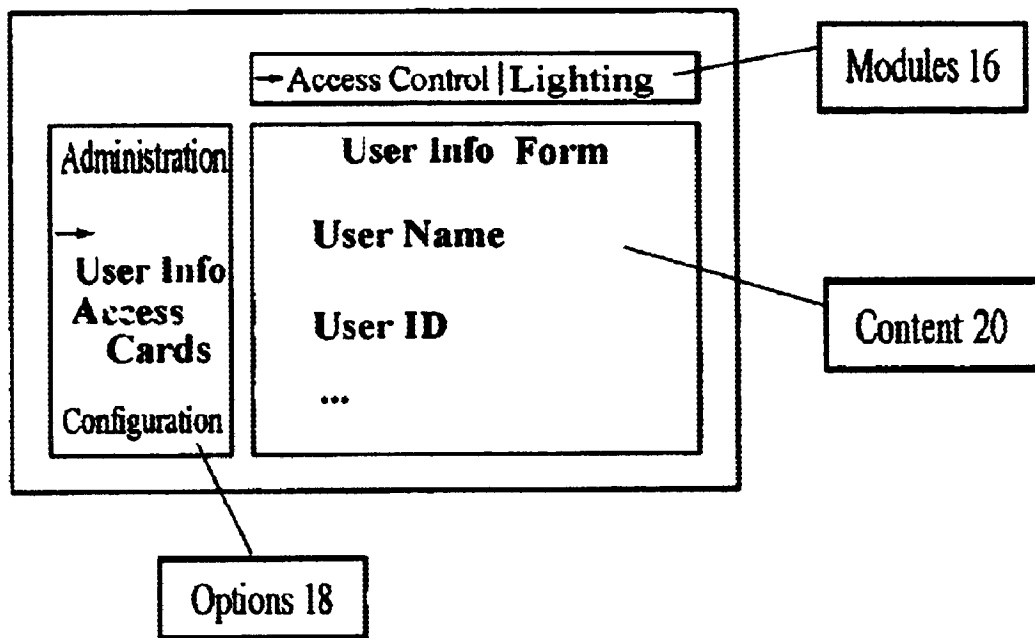 →Access Control | Lighting
Modules 16
Administration
→
User Info
Access
Cards
Configuration
User Info Form
User Name
User ID
...
Content 20
Options 18